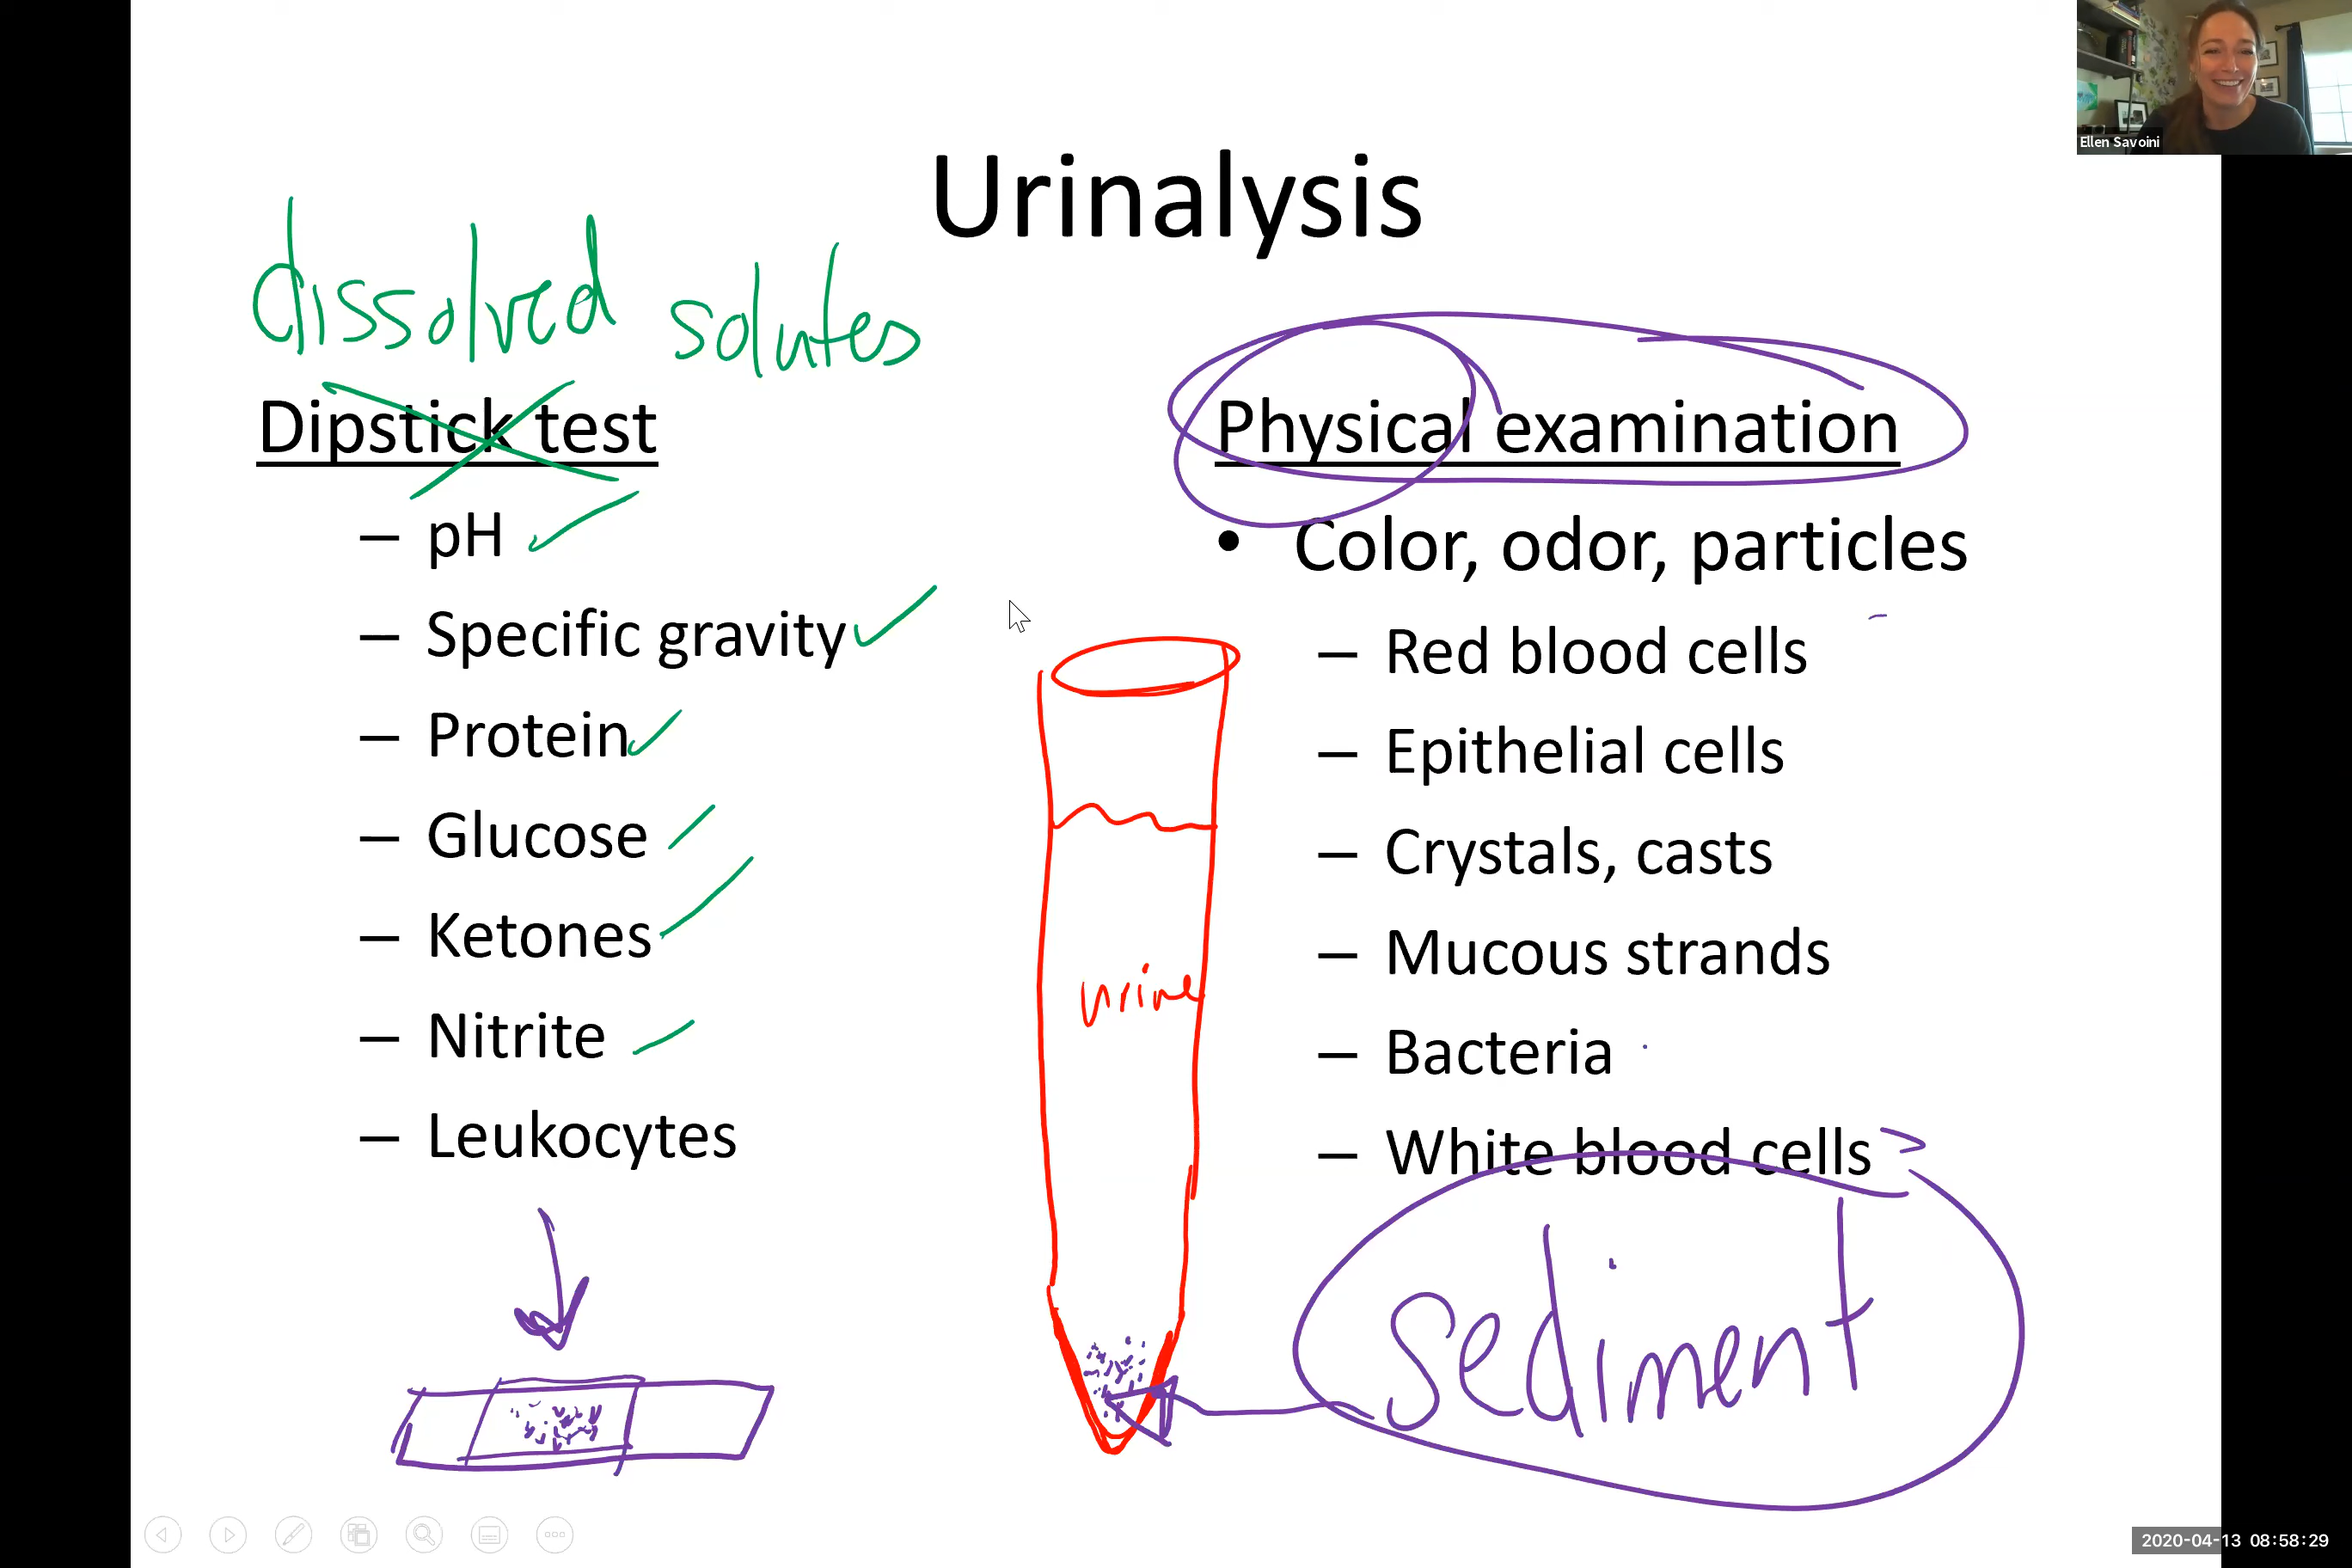 Ellen Savoini
Urinalysis
dissolved solutes
Dipstick test
– pH
– Specific gravity
– Protein
– Glucose
– Ketones
– Nitrite
– Leukocytes
Physical examination
• Color, odor, particles
– Red blood cells
– Epithelial cells
– Crystals, casts
– Mucous strands
– Bacteria
– White blood cells
urine
sediment
2020-04-13 08:58:29